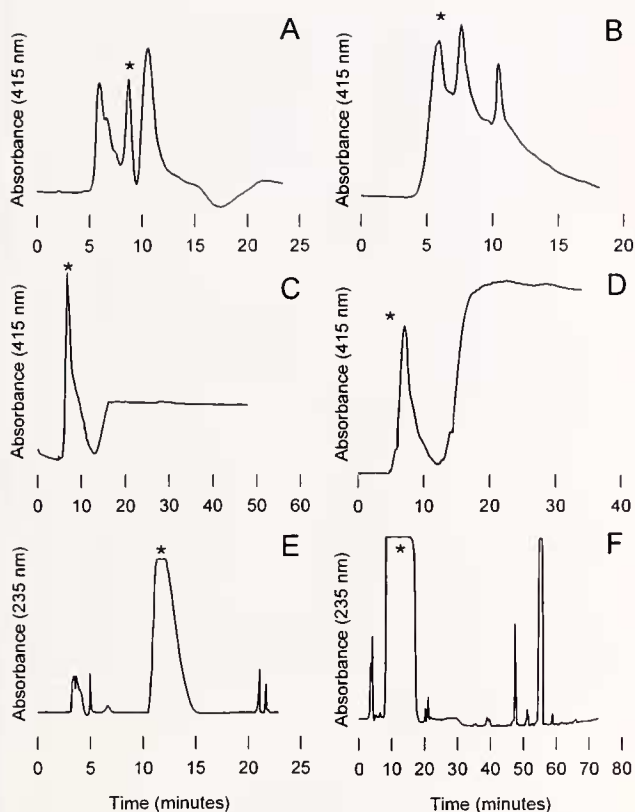 A
*
Absorbance (415 nm)
0 5 10 15 20 25
B
*
Absorbance (415 nm)
0 5 10 15 20
C
*
Absorbance (415 nm)
0 10 20 30 40 50 60
D
*
Absorbance (415 nm)
0 10 20 30 40
E
*
Absorbance (235 nm)
0 5 10 15 20 25
Time (minutes)
F
*
Absorbance (235 nm)
0 10 20 30 40 50 60 70 80
Time (minutes)